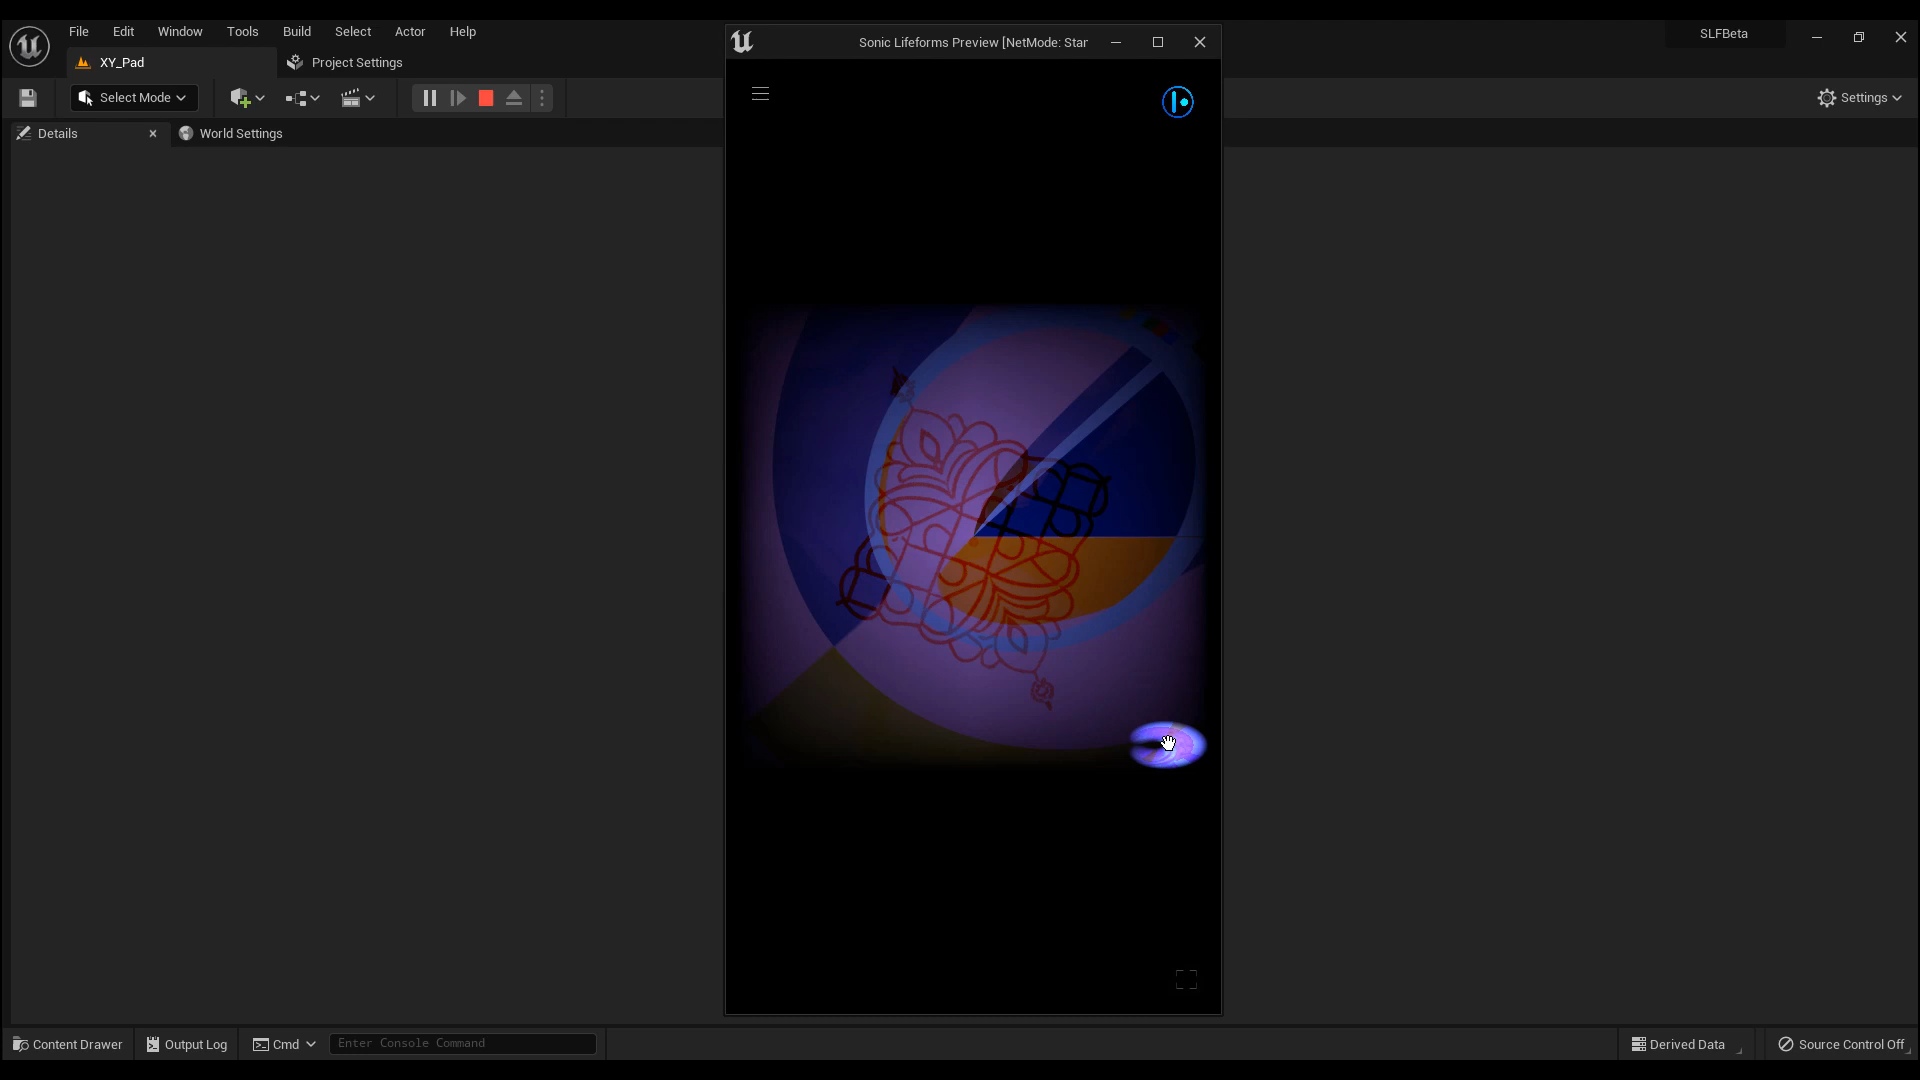 File Edit Window Tools Build Select Actor Help
Sonic Lifeforms Preview [NetMode: Stan
SLFBeta
XY_Pad
Project Settings
Select Mode
Settings
Details
World Settings
Content Drawer
Output Log
Cmd
Enter Console Command
Derived Data
Source Control Off